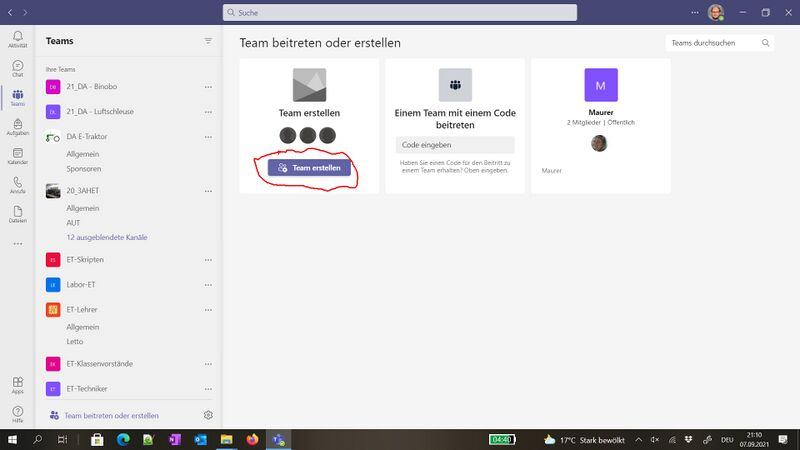 Suche
Aktivität
Chat
Teams
Aufgaben
Kalender
Anrufe
Dateien
Apps
Hilfe
Teams
Ihre Teams
DB 21_DA - Binobo
DL 21_DA - Luftschleuse
DA E-Traktor
Allgemein
Sponsoren
20_3AHET
Allgemein
AUT
12 ausgeblendete Kanäle
ES ET-Skripten
LE Labor-ET
ET-Lehrer
Allgemein
Letto
EK ET-Klassenvorstände
ET ET-Techniker
Team beitreten oder erstellen
Team beitreten oder erstellen
Teams durchsuchen
Team erstellen
Team erstellen
Einem Team mit einem Code
beitreten
Code eingeben
Haben Sie einen Code für den Beitritt zu
einem Team erhalten? Oben eingeben.
M
Maurer
2 Mitglieder | Öffentlich
Maurer
04:40
17°C Stark bewölkt
DEU
21:10
07.09.2021